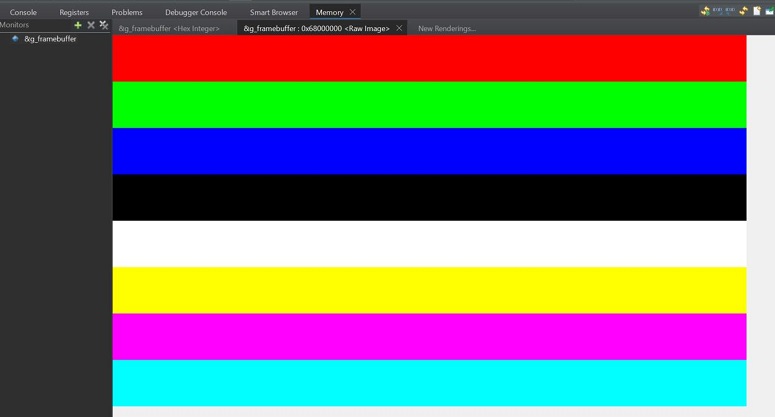 Console Registers Problems Debugger Console Smart Browser Memory
Monitors
&g_framebuffer <Hex Integer> &g_framebuffer : 0x68000000 <Raw Image> New Renderings...
&g_framebuffer